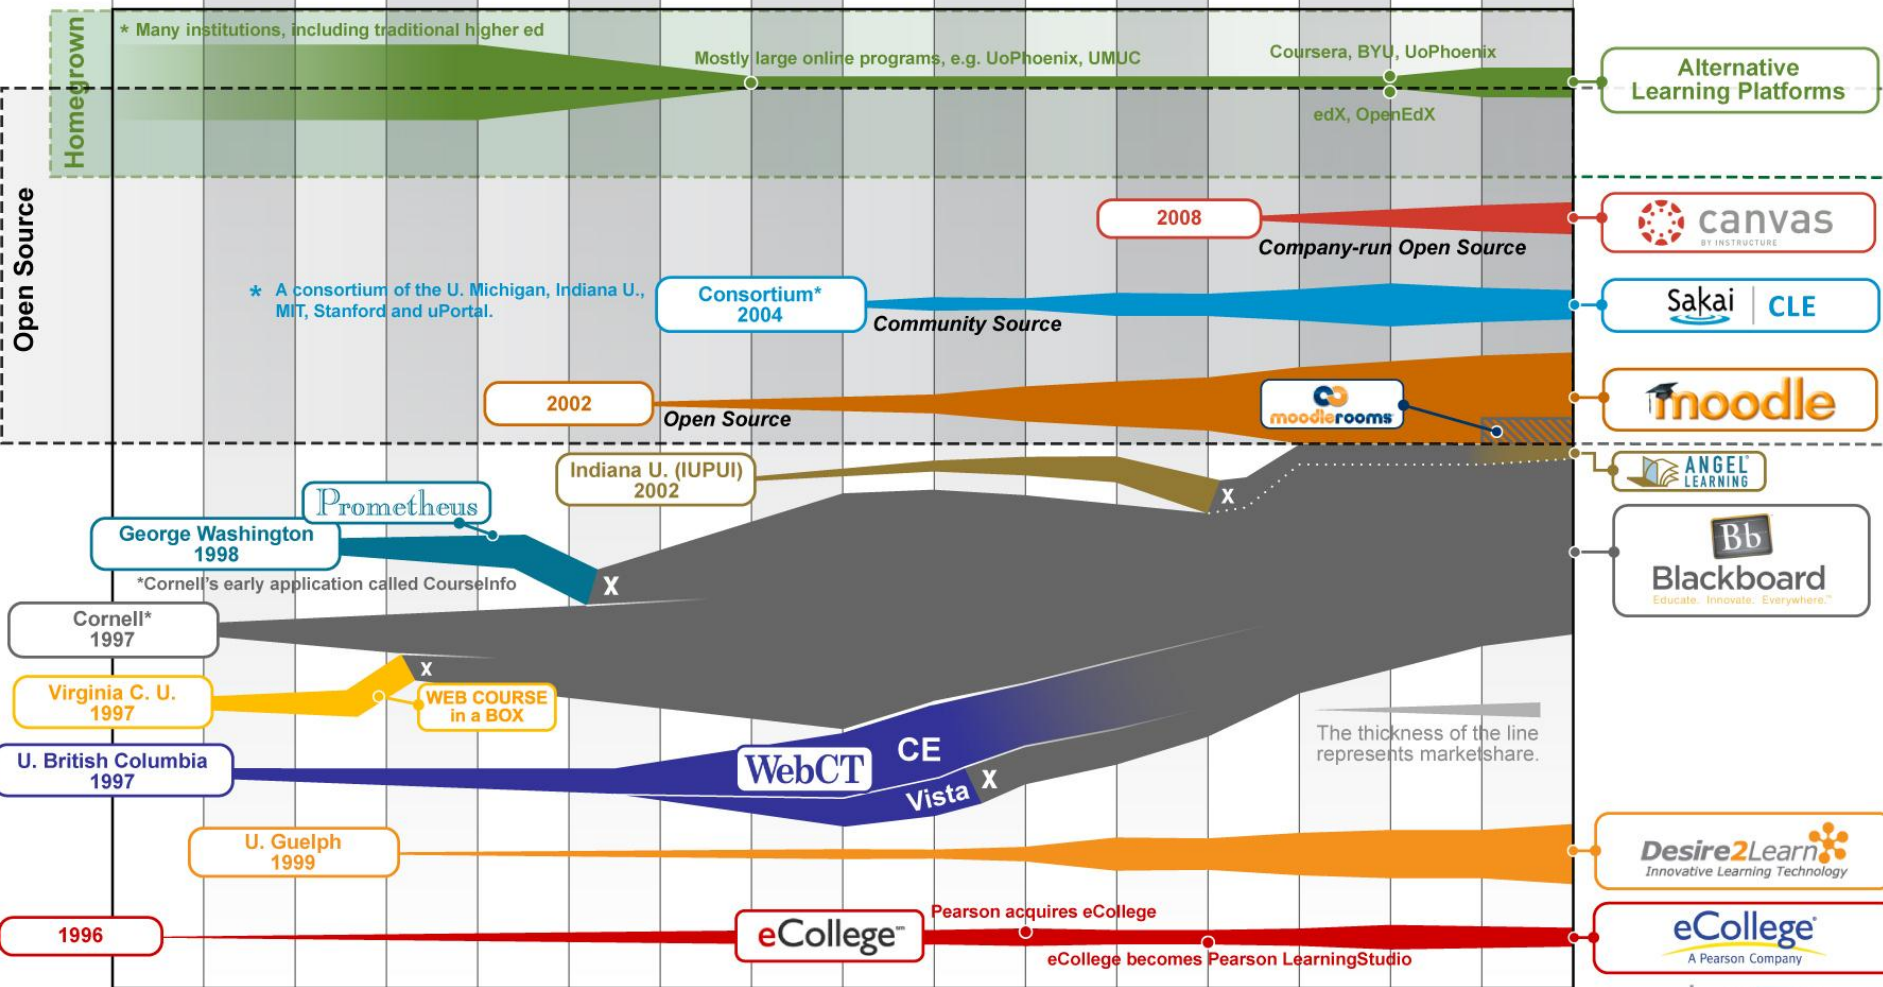 Homegrown
* Many institutions, including traditional higher ed
Mostly large online programs, e.g. UoPhoenix, UMUC
Coursera, BYU, UoPhoenix
edX, OpenEdX
Alternative
Learning Platforms
Open Source
2008
Company-run Open Source
canvas
BY INSTRUCTURE
* A consortium of the U. Michigan, Indiana U.,
MIT, Stanford and uPortal.
Consortium*
2004
Community Source
Sakai | CLE
2002
Open Source
moodlerooms
moodle
Indiana U. (IUPUI)
2002
X
ANGEL
LEARNING
Prometheus
George Washington
1998
X
*Cornell's early application called CourseInfo
Bb
Blackboard
Educate. Innovate. Everywhere.™
Cornell*
1997
X
Virginia C. U.
1997
WEB COURSE
in a BOX
The thickness of the line
represents marketshare.
U. British Columbia
1997
WebCT
CE
Vista
X
U. Guelph
1999
Desire2Learn
Innovative Learning Technology
1996
eCollege℠
Pearson acquires eCollege
eCollege becomes Pearson LearningStudio
eCollege®
A Pearson Company